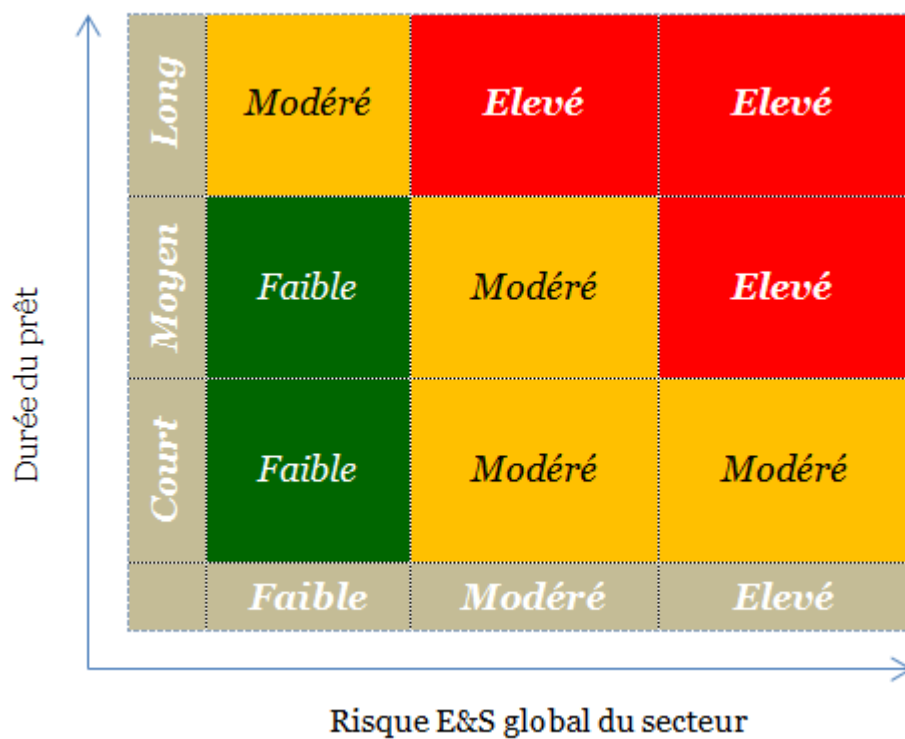 Durée du prêt
Long
Modéré
Elevé
Elevé
Moyen
Faible
Modéré
Elevé
Court
Faible
Modéré
Modéré
Faible
Modéré
Elevé
Risque E&S global du secteur